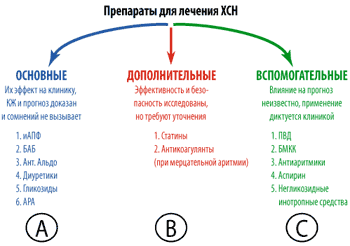 Препараты для лечения ХСН
ОСНОВНЫЕ
Их эффект на клинику,
КЖ и прогноз доказан
и сомнений не вызывает
1. иАПФ
2. БАБ
3. Ант. Альдо
4. Диуретики
5. Гликозиды
6. АРА
A
ДОПОЛНИТЕЛЬНЫЕ
Эффективность и безо-
пасность исследованы,
но требуют уточнения
1. Статины
2. Антикоагулянты
(при мерцательной аритмии)
B
ВСПОМОГАТЕЛЬНЫЕ
Влияние на прогноз
неизвестно, применение
диктуется клиникой
1. ПВД
2. БМКК
3. Антиаритмики
4. Аспирин
5. Негликозидные
инотропные средства
C